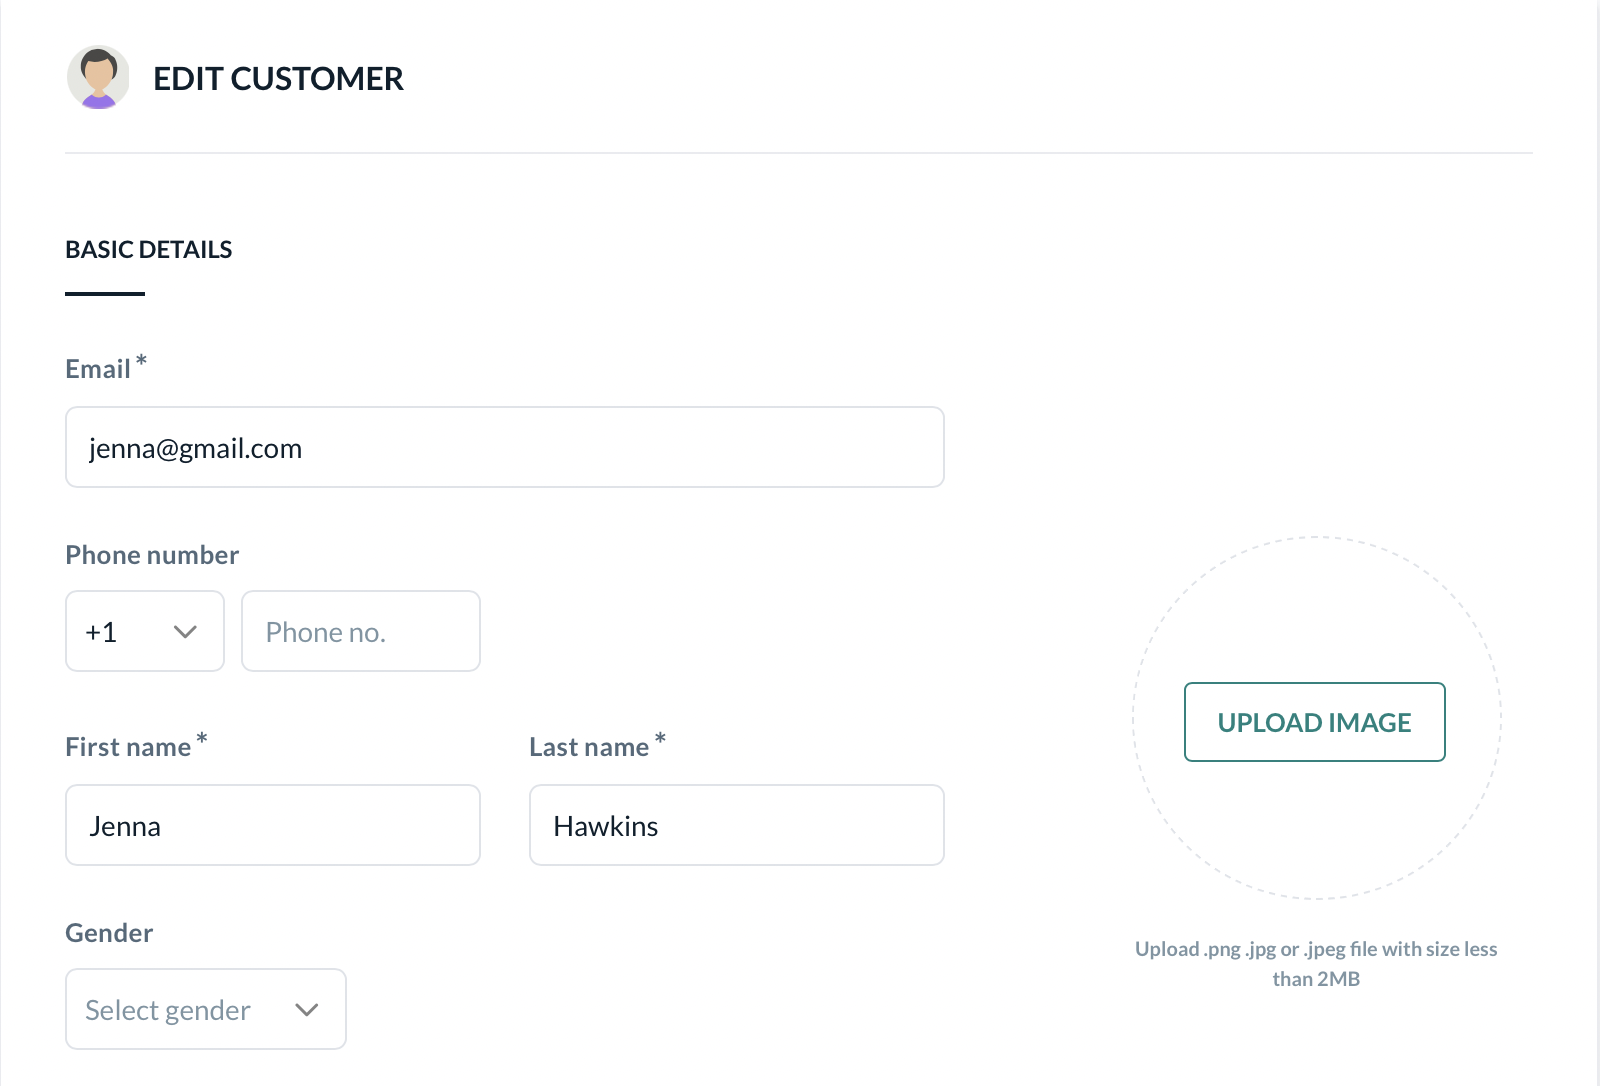 EDIT CUSTOMER
BASIC DETAILS
Email *
jenna@gmail.com
Phone number
+1
Phone no.
First name *
Last name *
Jenna
Hawkins
Gender
Select gender
UPLOAD IMAGE
Upload .png .jpg or .jpeg file with size less
than 2MB